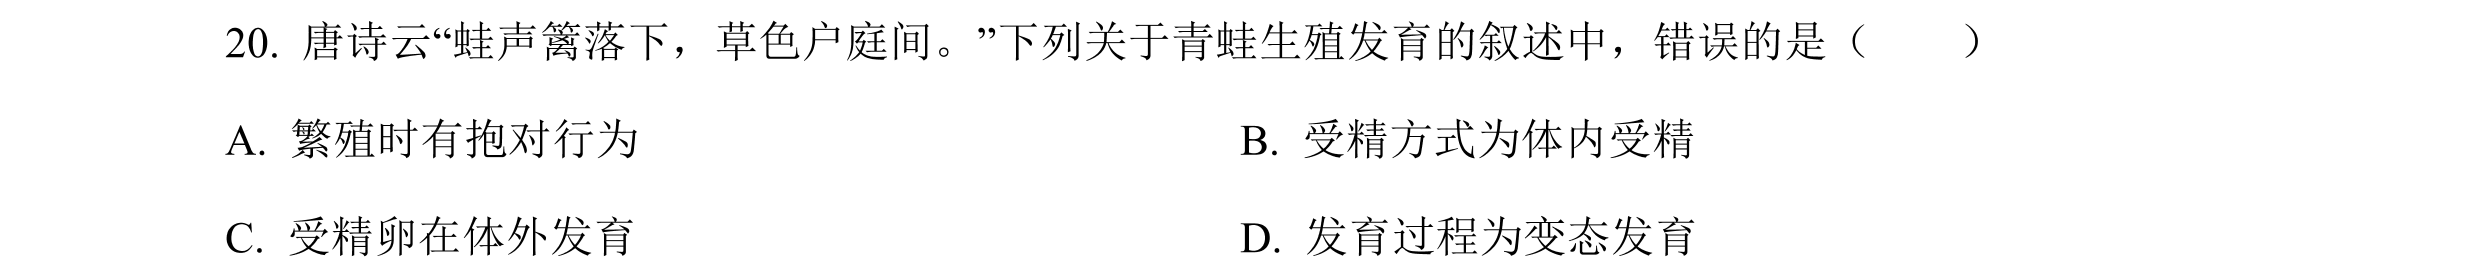 20. 唐诗云“蛙声篱落下，草色户庭间。”下列关于青蛙生殖发育的叙述中，错误的是（　　）
A. 繁殖时有抱对行为 B. 受精方式为体内受精
C. 受精卵在体外发育 D. 发育过程为变态发育